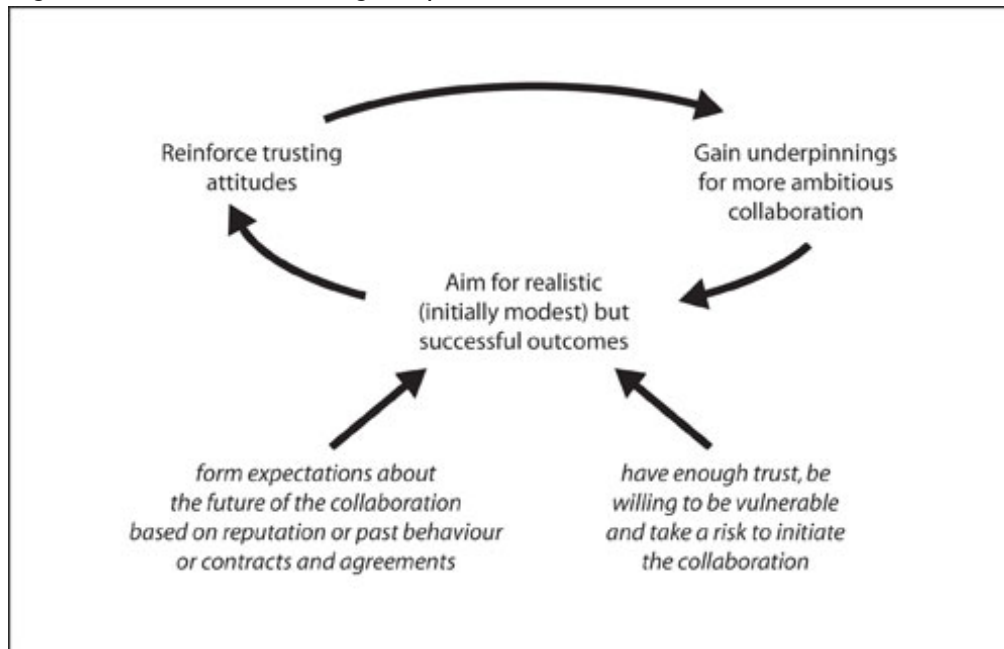 Reinforce trusting
attitudes
Gain underpinnings
for more ambitious
collaboration
Aim for realistic
(initially modest) but
successful outcomes
form expectations about
the future of the collaboration
based on reputation or past behaviour
or contracts and agreements
have enough trust, be
willing to be vulnerable
and take a risk to initiate
the collaboration